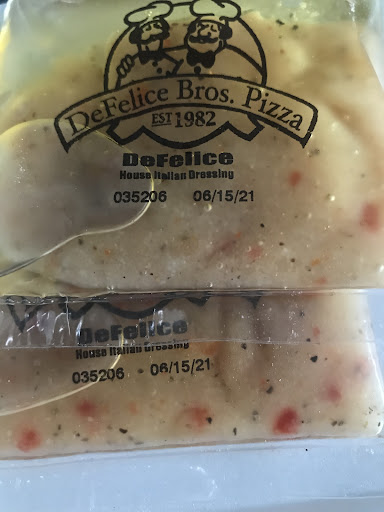 DeFelice Bros. Pizza
EST 1982
DeFelice
House Italian Dressing
035206 06/15/21
DeFelice
House Italian Dressing
035206 06/15/21